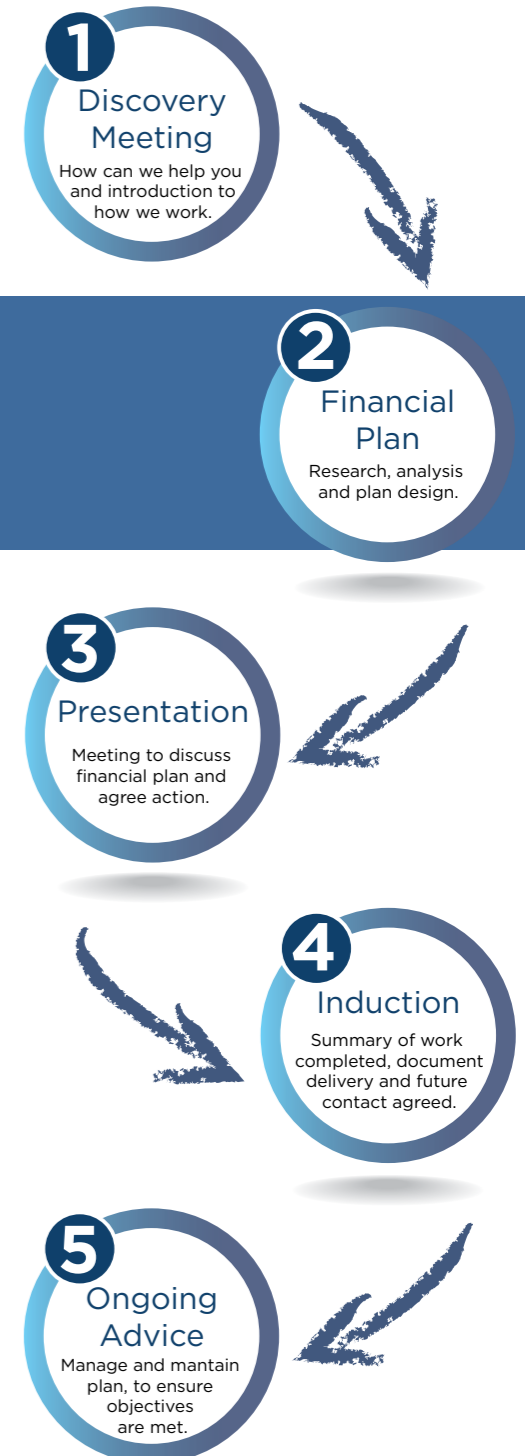 1
Discovery
Meeting
How can we help you
and introduction to
how we work.
2
Financial
Plan
Research, analysis
and plan design.
3
Presentation
Meeting to discuss
financial plan and
agree action.
4
Induction
Summary of work
completed, document
delivery and future
contact agreed.
5
Ongoing
Advice
Manage and mantain
plan, to ensure
objectives
are met.